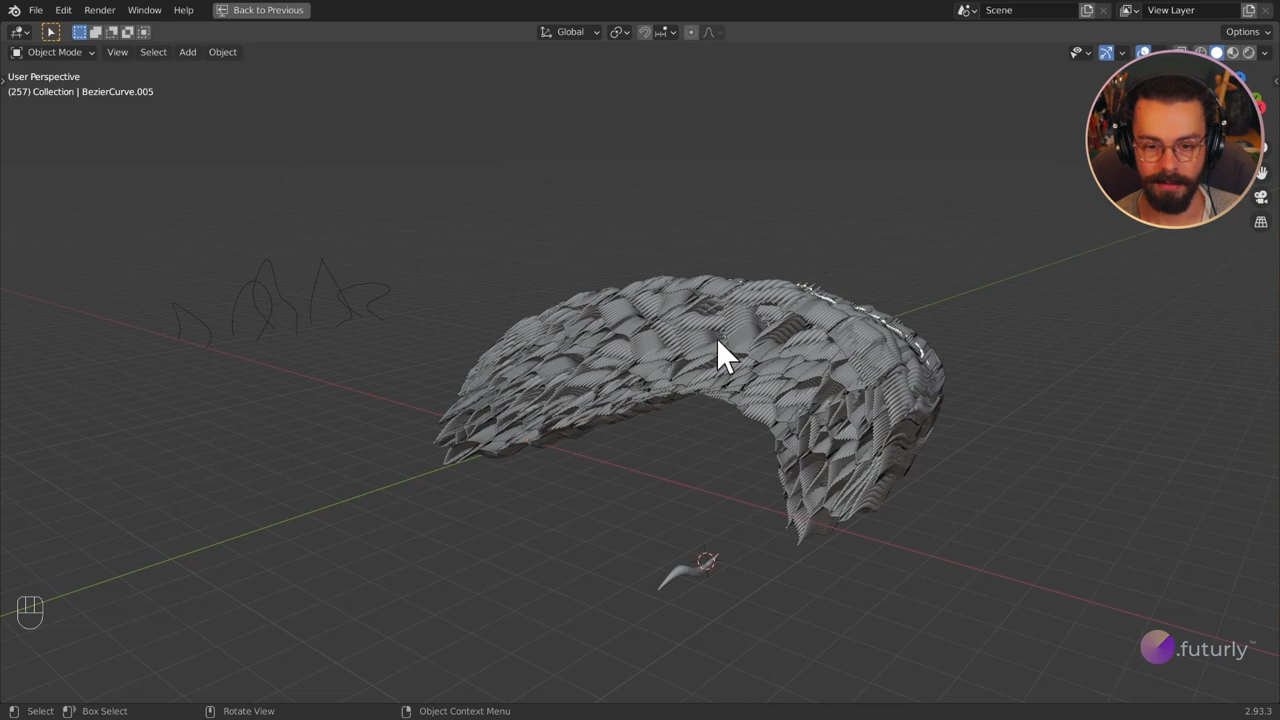 File Edit Render Window Help Back to Previous Scene View Layer
Global Options
Object Mode View Select Add Object
User Perspective
(257) Collection | BezierCurve.005
.futurly™
Select Box Select Rotate View Object Context Menu 2.93.3